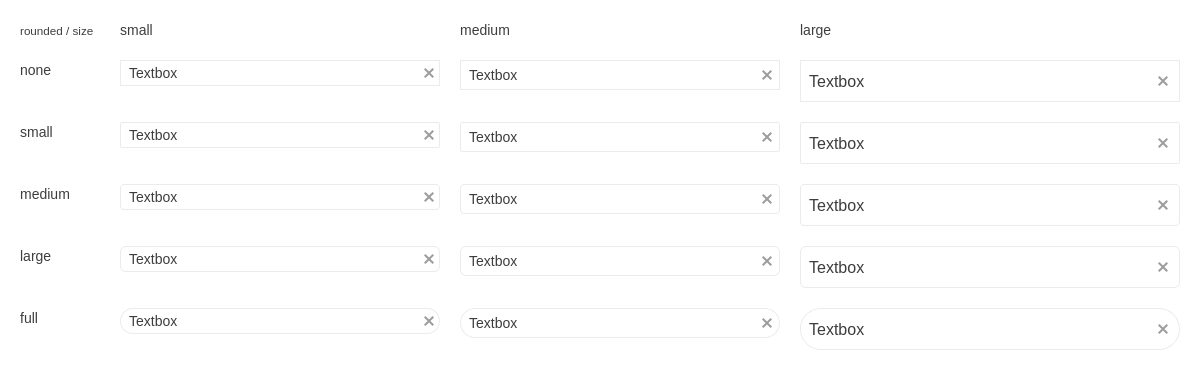 rounded / size small medium large
none Textbox Textbox Textbox
small Textbox Textbox Textbox
medium Textbox Textbox Textbox
large Textbox Textbox Textbox
full Textbox Textbox Textbox